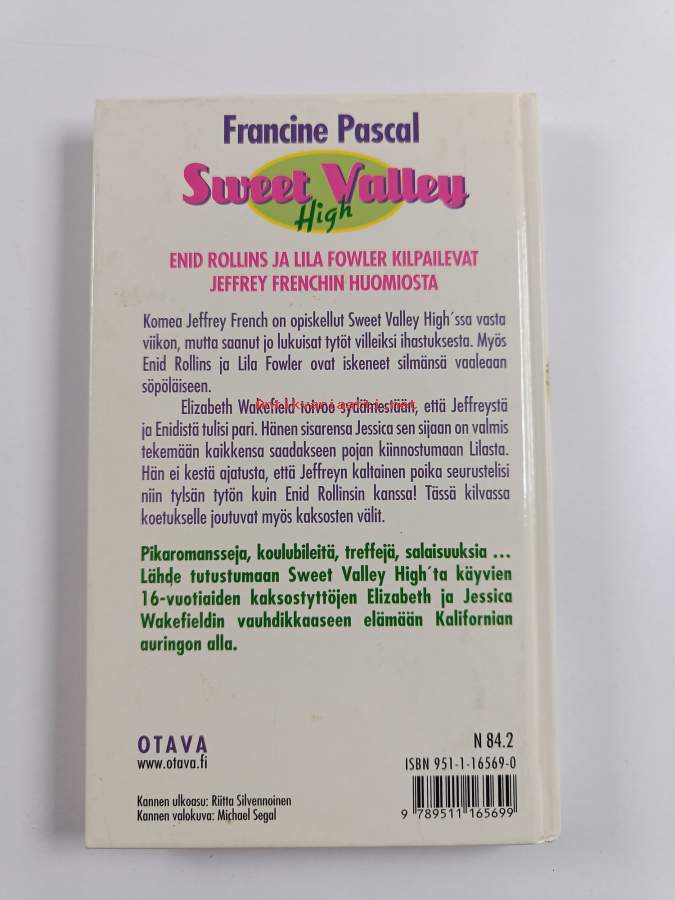 Francine Pascal
Sweet Valley
High
ENID ROLLINS JA LILA FOWLER KILPAILEVAT
JEFFREY FRENCHIN HUOMIOSTA
Komea Jeffrey French on opiskellut Sweet Valley High´ssa vasta
viikon, mutta saanut jo lukuisat tytöt villeiksi ihastuksesta. Myös
Enid Rollins ja Lila Fowler ovat iskeneet silmänsä vaaleaan
söpöläiseen.
Elizabeth Wakefield toivoo sydämestään, että Jeffreystä
ja Enidistä tulisi pari. Hänen sisarensa Jessica sen sijaan on valmis
tekemään kaikkensa saadakseen pojan kiinnostumaan Lilasta.
Hän ei kestä ajatusta, että Jeffreyn kaltainen poika seurustelisi
niin tylsän tytön kuin Enid Rollinsin kanssa! Tässä kilvassa
koetukselle joutuvat myös kaksosten välit.
Pikaromansseja, koulubileitä, treffejä, salaisuuksia ...
Lähde tutustumaan Sweet Valley High´ta käyvien
16-vuotiaiden kaksostyttöjen Elizabeth ja Jessica
Wakefieldin vauhdikkaaseen elämään Kalifornian
auringon alla.
OTAVA
www.otava.fi
N 84.2
ISBN 951-1-16569-0
Kannen ulkoasu: Riitta Silvennoinen
Kannen valokuva: Michael Segal
9 789511 165699